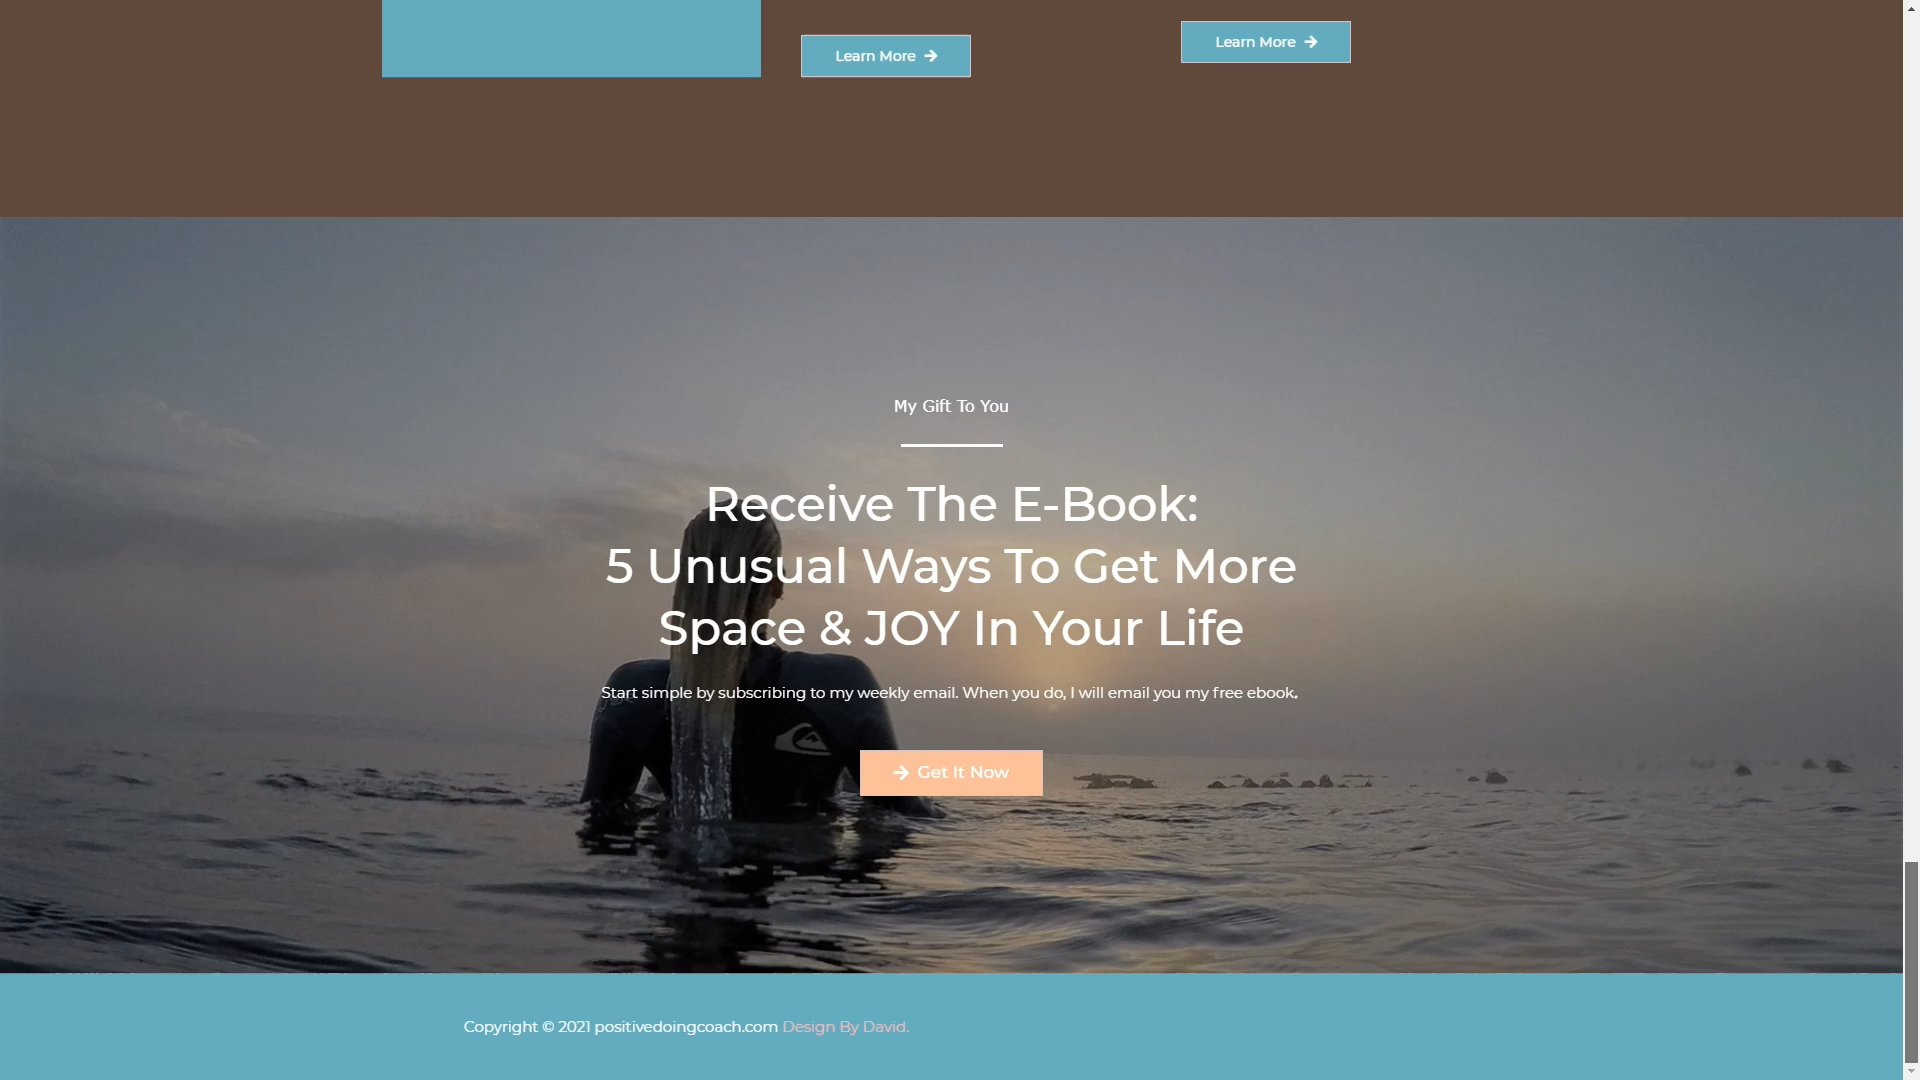 Learn More
Learn More
My Gift To You
Receive The E-Book:
5 Unusual Ways To Get More
Space & JOY In Your Life
Start simple by subscribing to my weekly email. When you do, I will email you my free ebook.
Get It Now
Copyright © 2021 positivedoingcoach.com Design By David.